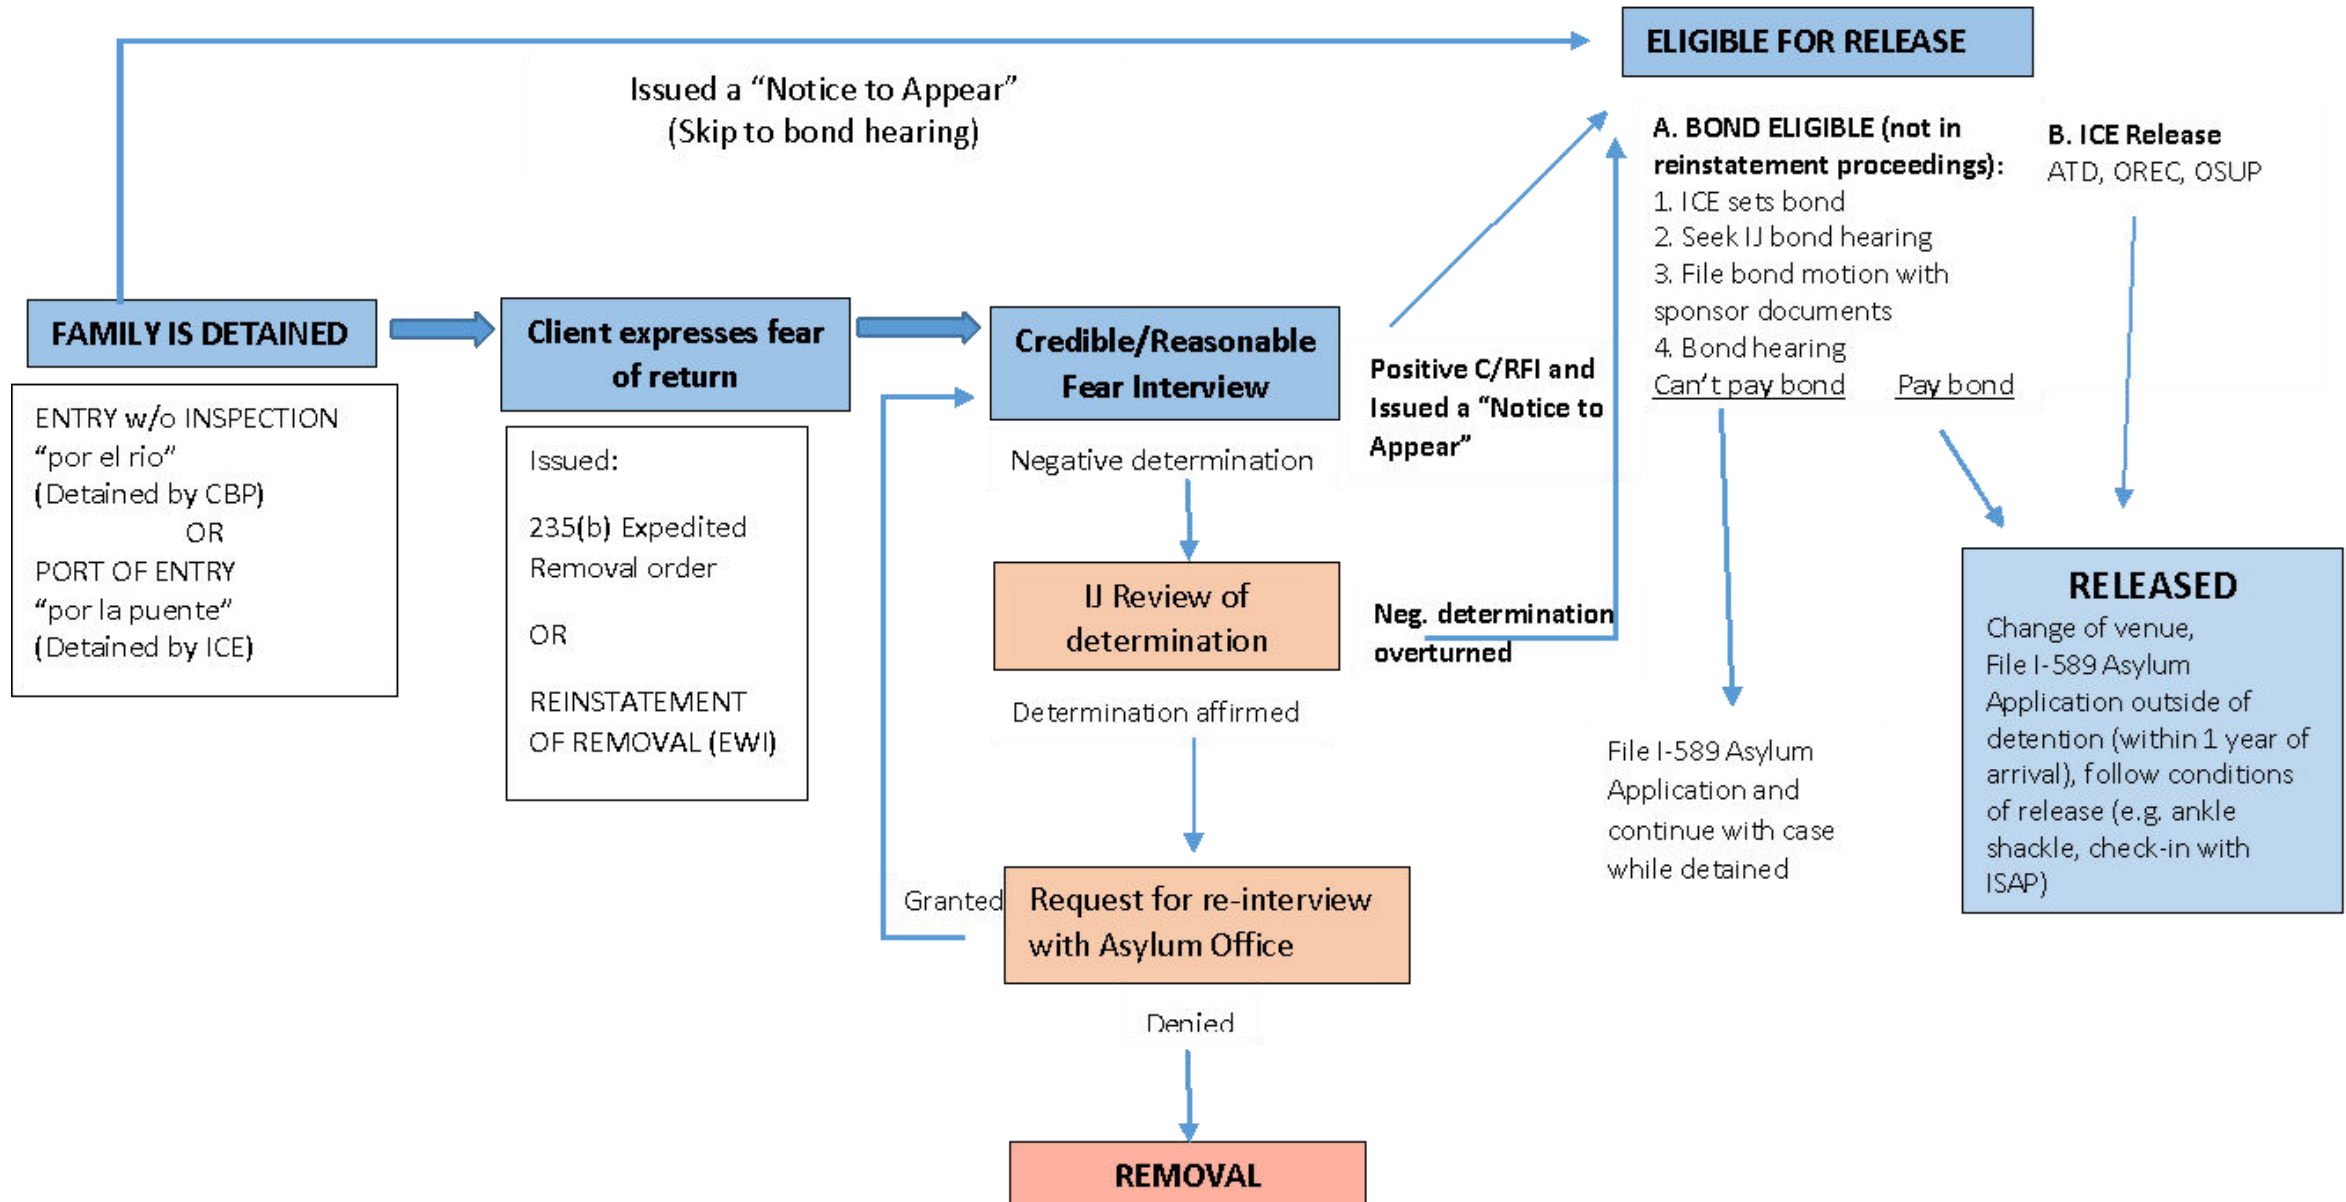 ELIGIBLE FOR RELEASE
Issued a “Notice to Appear”
(Skip to bond hearing)
A. BOND ELIGIBLE (not in
reinstatement proceedings):
1. ICE sets bond
2. Seek IJ bond hearing
3. File bond motion with
sponsor documents
4. Bond hearing
Can’t pay bond
Pay bond
B. ICE Release
ATD, OREC, OSUP
FAMILY IS DETAINED
ENTRY w/o INSPECTION
“por el rio”
(Detained by CBP)
OR
PORT OF ENTRY
“por la puente”
(Detained by ICE)
Client expresses fear
of return
Issued:
235(b) Expedited
Removal order
OR
REINSTATEMENT
OF REMOVAL (EWI)
Credible/Reasonable
Fear Interview
Negative determination
Positive C/RFI and
Issued a “Notice to
Appear”
IJ Review of
determination
Neg. determination
overturned
Determination affirmed
Granted
Request for re-interview
with Asylum Office
Denied
REMOVAL
File I-589 Asylum
Application and
continue with case
while detained
RELEASED
Change of venue,
File I-589 Asylum
Application outside of
detention (within 1 year of
arrival), follow conditions
of release (e.g. ankle
shackle, check-in with
ISAP)